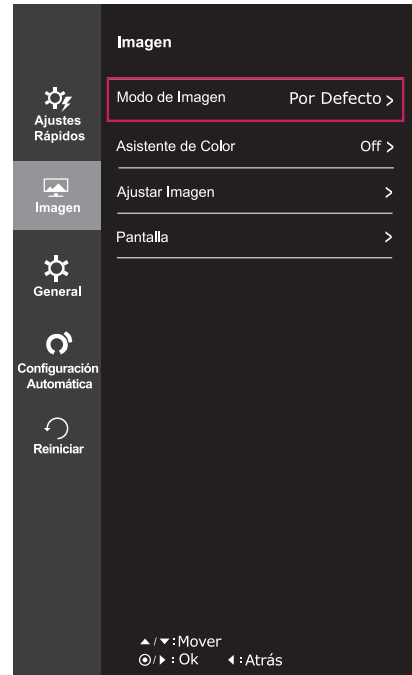 Imagen
Ajustes
Rápidos
Imagen
General
Configuración
Automática
Reiniciar
Modo de Imagen Por Defecto >
Asistente de Color Off >
Ajustar Imagen >
Pantalla >
▲/▼:Mover
⦿/▶ : Ok ◀ :Atrás